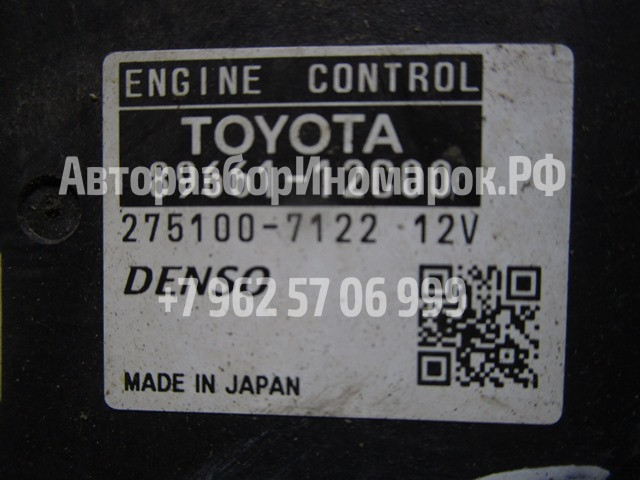 ENGINE CONTROL
TOYOTA
АвторазборИномарок.РФ
275100-7122 12V
DENSO
+7 962 57 06 999
MADE IN JAPAN